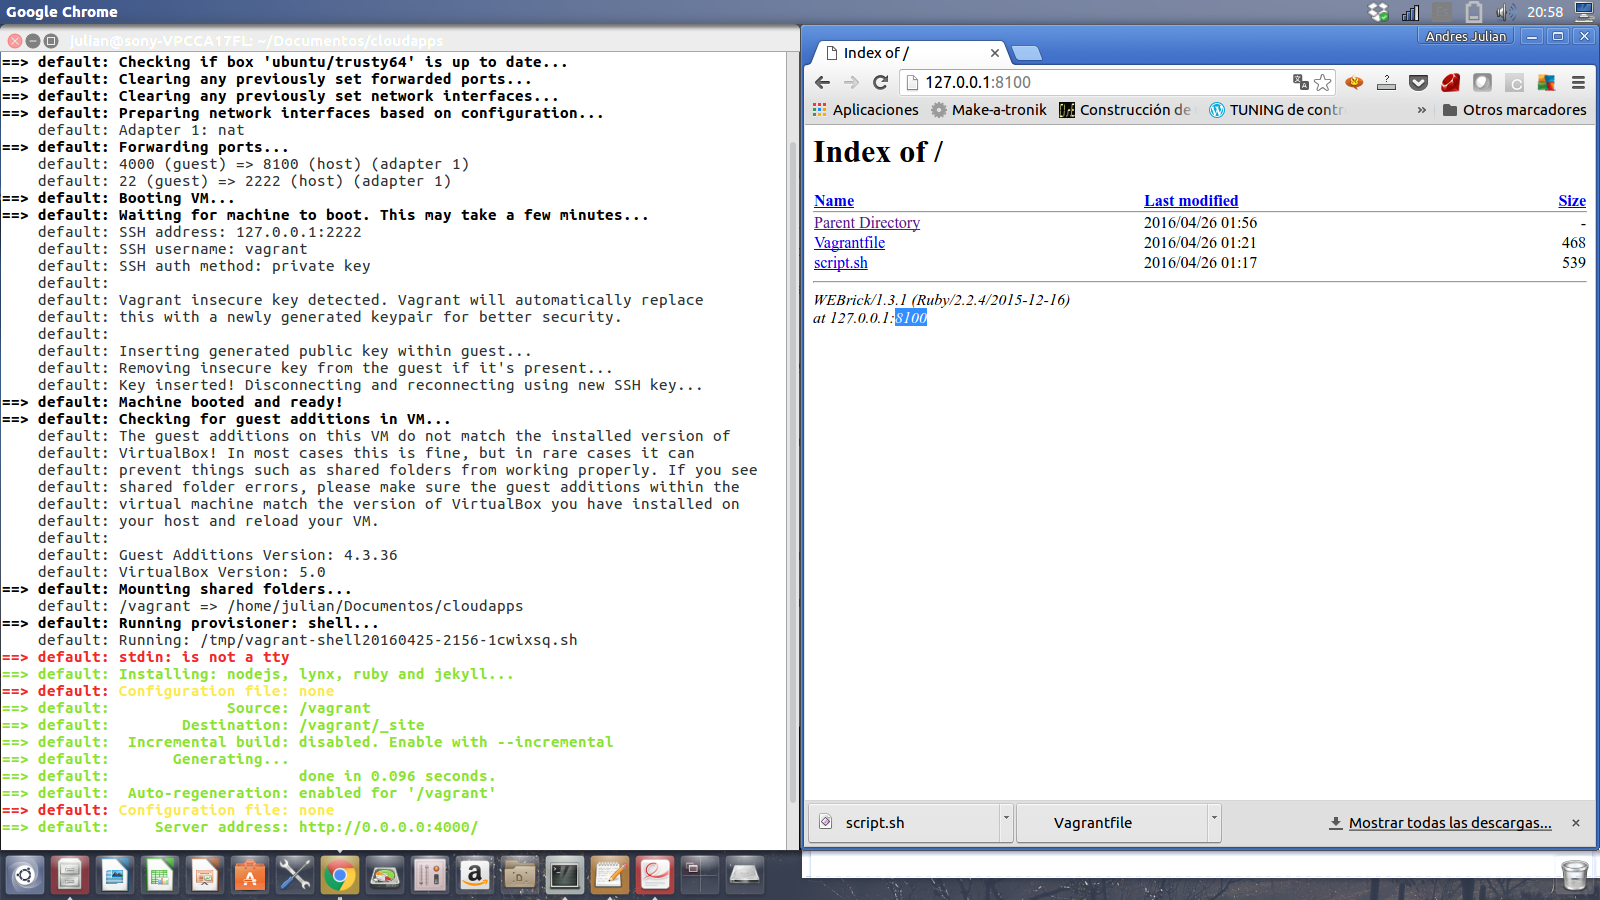 Google Chrome
20:58
julian@sony-VPCCA17FL: ~/Documentos/cloudapps
==> default: Checking if box 'ubuntu/trusty64' is up to date...
==> default: Clearing any previously set forwarded ports...
==> default: Clearing any previously set network interfaces...
==> default: Preparing network interfaces based on configuration...
default: Adapter 1: nat
==> default: Forwarding ports...
default: 4000 (guest) => 8100 (host) (adapter 1)
default: 22 (guest) => 2222 (host) (adapter 1)
==> default: Booting VM...
==> default: Waiting for machine to boot. This may take a few minutes...
default: SSH address: 127.0.0.1:2222
default: SSH username: vagrant
default: SSH auth method: private key
default:
default: Vagrant insecure key detected. Vagrant will automatically replace
default: this with a newly generated keypair for better security.
default:
default: Inserting generated public key within guest...
default: Removing insecure key from the guest if it's present...
default: Key inserted! Disconnecting and reconnecting using new SSH key...
==> default: Machine booted and ready!
==> default: Checking for guest additions in VM...
default: The guest additions on this VM do not match the installed version of
default: VirtualBox! In most cases this is fine, but in rare cases it can
default: prevent things such as shared folders from working properly. If you see
default: shared folder errors, please make sure the guest additions within the
default: virtual machine match the version of VirtualBox you have installed on
default: your host and reload your VM.
default:
default: Guest Additions Version: 4.3.36
default: VirtualBox Version: 5.0
==> default: Mounting shared folders...
default: /vagrant => /home/julian/Documentos/cloudapps
==> default: Running provisioner: shell...
default: Running: /tmp/vagrant-shell20160425-2156-1cwixsq.sh
==> default: stdin: is not a tty
==> default: Installing: nodejs, lynx, ruby and jekyll...
==> default: Configuration file: none
==> default: Source: /vagrant
==> default: Destination: /vagrant/_site
==> default: Incremental build: disabled. Enable with --incremental
==> default: Generating...
==> default: done in 0.096 seconds.
==> default: Auto-regeneration: enabled for '/vagrant'
==> default: Configuration file: none
==> default: Server address: http://0.0.0.0:4000/
Andres Julian
Index of /
127.0.0.1:8100
Aplicaciones Make-a-tronik Construcción de TUNING de contr » Otros marcadores
Index of /
Name Last modified Size
Parent Directory 2016/04/26 01:56 -
Vagrantfile 2016/04/26 01:21 468
script.sh 2016/04/26 01:17 539
WEBrick/1.3.1 (Ruby/2.2.4/2015-12-16)
at 127.0.0.1:8100
script.sh Vagrantfile Mostrar todas las descargas...